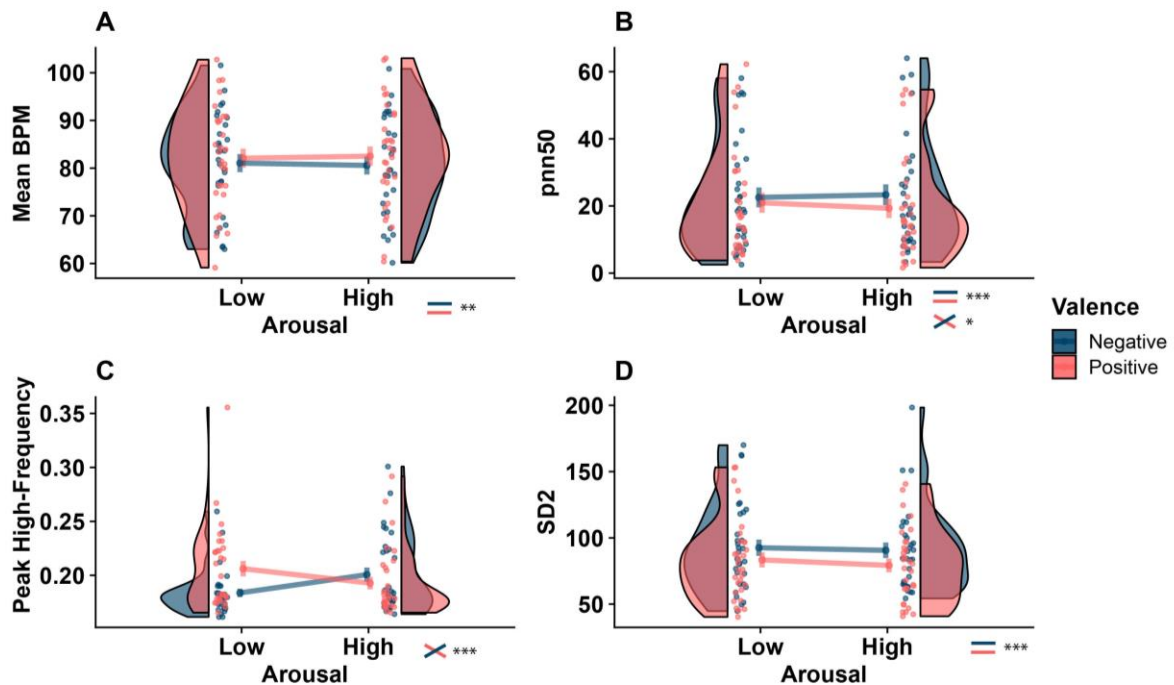 A
Mean BPM
100
90
80
70
60
Low
High
Arousal
**
B
pnn50
60
40
20
0
Low
High
Arousal
***
*
Valence
Negative
Positive
C
Peak High-Frequency
0.35
0.30
0.25
0.20
Low
High
Arousal
***
D
SD2
200
150
100
50
Low
High
Arousal
***